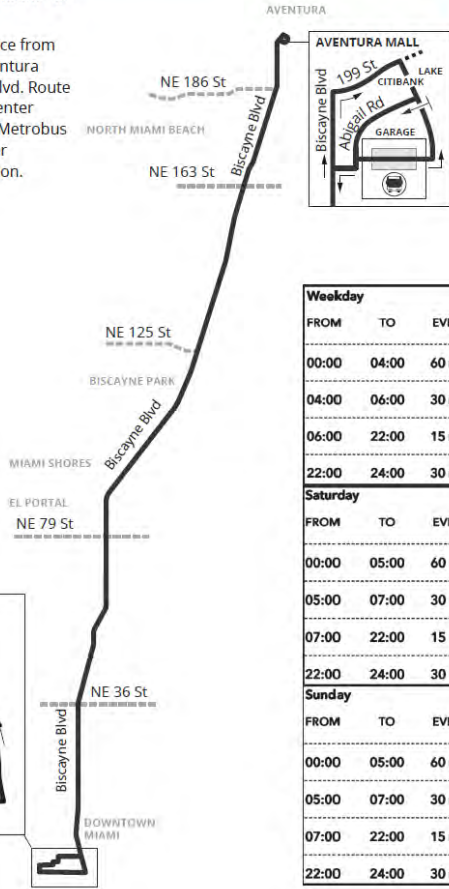 AVENTURA
ce from
ntura
lvd. Route
enter
Metrobus
r
on.
AVENTURA MALL
199 St
LAKE
CITIBANK
Biscayne Blvd
Abigail Rd
GARAGE
NE 186 St
Biscayne Blvd
NORTH MIAMI BEACH
NE 163 St
NE 125 St
BISCAYNE PARK
Biscayne Blvd
MIAMI SHORES
EL PORTAL
NE 79 St
NE 36 St
Biscayne Blvd
DOWNTOWN
MIAMI
Weekday
FROM TO EVE
00:00 04:00 60
04:00 06:00 30
06:00 22:00 15
22:00 24:00 30
Saturday
FROM TO EVE
00:00 05:00 60
05:00 07:00 30
07:00 22:00 15
22:00 24:00 30
Sunday
FROM TO EVE
00:00 05:00 60
05:00 07:00 30
07:00 22:00 15
22:00 24:00 30